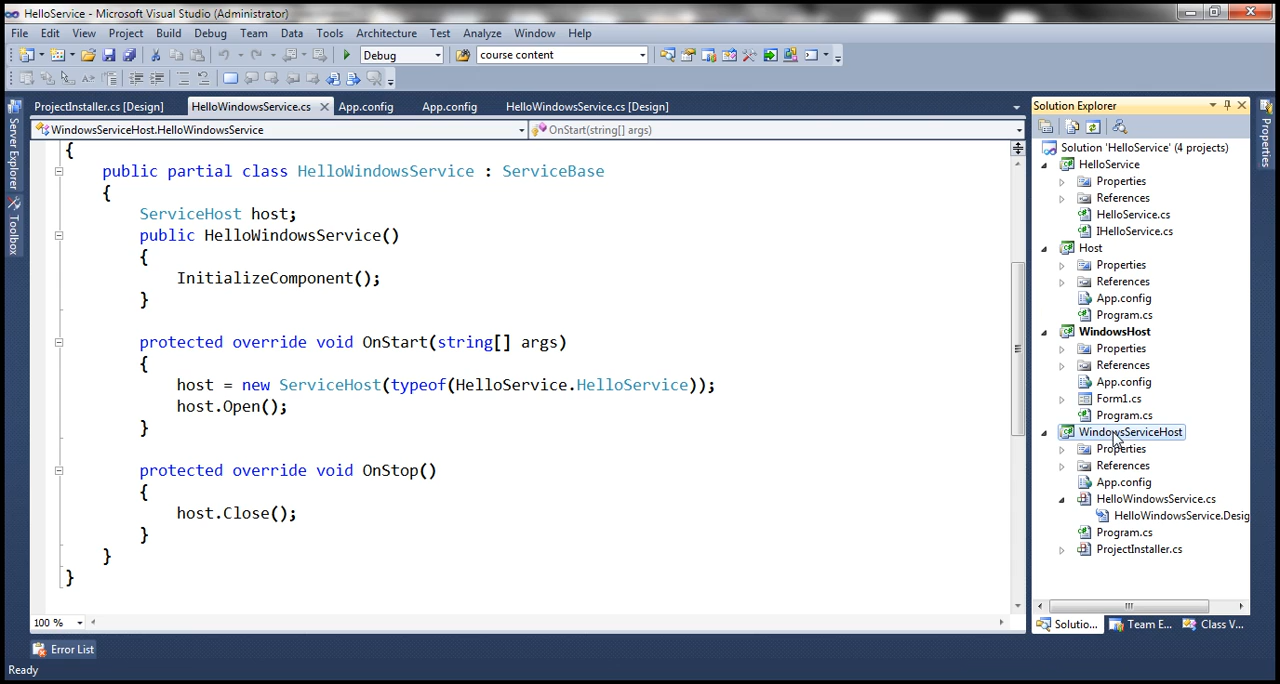 HelloService - Microsoft Visual Studio (Administrator)
File Edit View Project Build Debug Team Data Tools Architecture Test Analyze Window Help
Debug course content
ProjectInstaller.cs [Design] HelloWindowsService.cs App.config App.config HelloWindowsService.cs [Design]
WindowsServiceHost.HelloWindowsService OnStart(string[] args)
{
public partial class HelloWindowsService : ServiceBase
{
ServiceHost host;
public HelloWindowsService()
{
InitializeComponent();
}
protected override void OnStart(string[] args)
{
host = new ServiceHost(typeof(HelloService.HelloService));
host.Open();
}
protected override void OnStop()
{
host.Close();
}
}
}
100 %
Error List
Ready
Server Explorer
Toolbox
Solution Explorer
Solution 'HelloService' (4 projects)
HelloService
Properties
References
HelloService.cs
IHelloService.cs
Host
Properties
References
App.config
Program.cs
WindowsHost
Properties
References
App.config
Form1.cs
Program.cs
WindowsServiceHost
Properties
References
App.config
HelloWindowsService.cs
HelloWindowsService.Desig
Program.cs
ProjectInstaller.cs
Solutio... Team E... Class V...
Properties